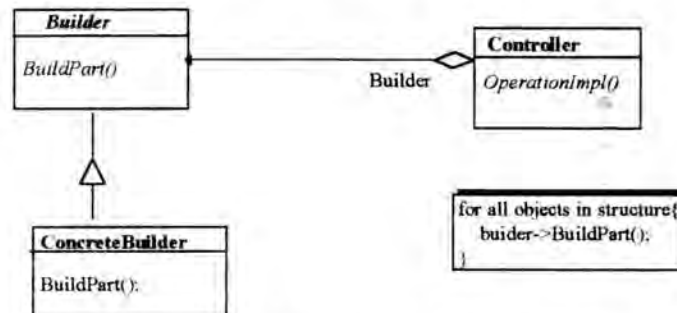 Builder
BuildPart()
Controller
OperationImpl()
Builder
ConcreteBuilder
BuildPart():
for all objects in structure{
buider->BuildPart();
}